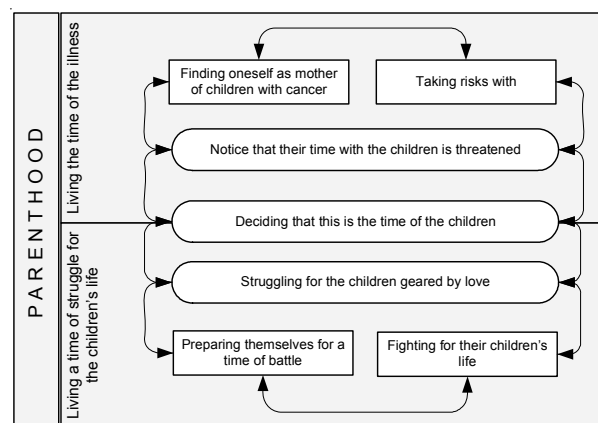 PARENTHOOD
Living the time of the illness
Finding oneself as mother
of children with cancer
Taking risks with
Notice that their time with the children is threatened
Deciding that this is the time of the children
Living a time of struggle for
the children's life
Struggling for the children geared by love
Preparing themselves for a
time of battle
Fighting for their children's
life